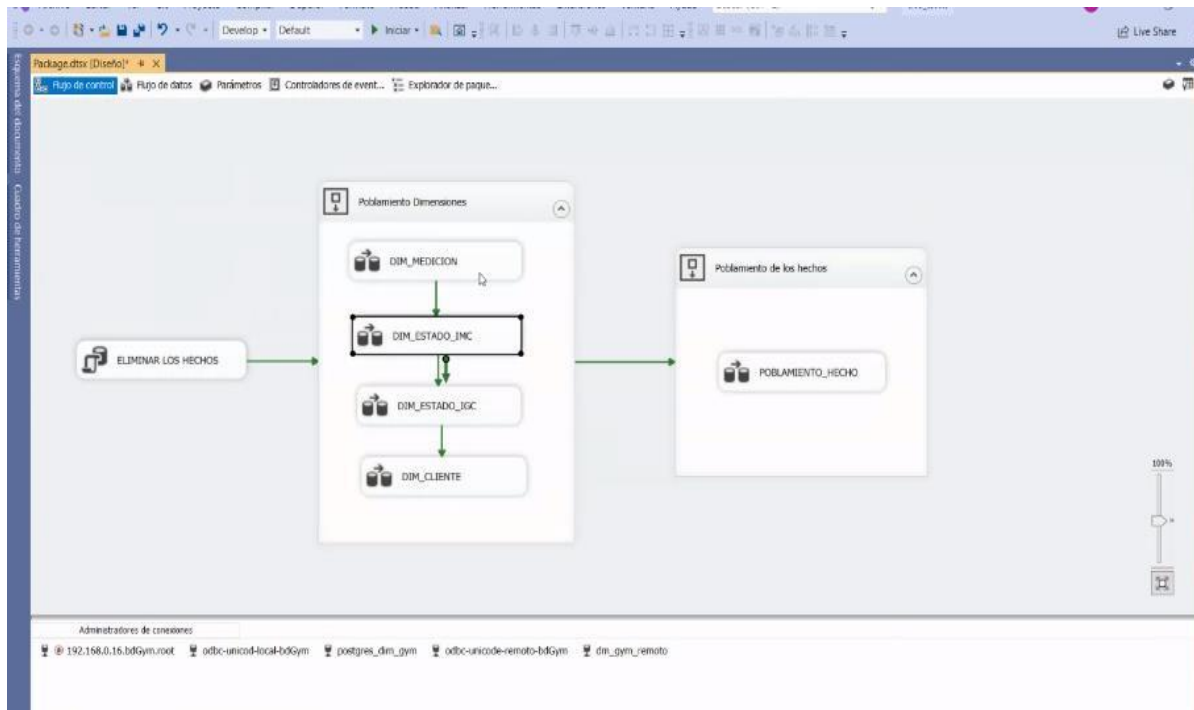 Develop
Default
Iniciar
Live Share
Package.dtsx [Diseño]*
Flujo de control
Flujo de datos
Parámetros
Controladores de event...
Explorador de paque...
Esquema del documento
Cuadro de herramientas
Poblamiento Dimensiones
DIM_MEDICION
DIM_ESTADO_IMC
DIM_ESTADO_IGC
DIM_CLIENTE
ELIMINAR LOS HECHOS
Poblamiento de los hechos
POBLAMIENTO_HECHO
100%
Administradores de conexiones
192.168.0.16.bdGym.root
odbc-unicod-local-bdGym
postgres_dim_gym
odbc-unicode-remoto-bdGym
dm_gym_remoto